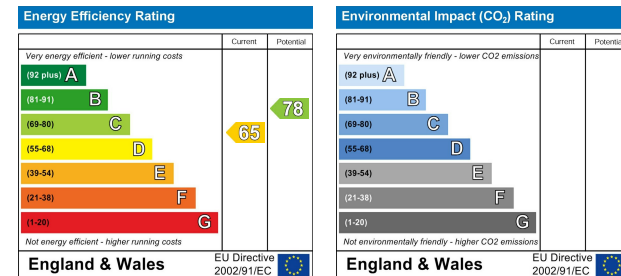 Energy Efficiency Rating
Current Potential
Very energy efficient - lower running costs
(92 plus) A
(81-91) B
(69-80) C
(55-68) D
(39-54) E
(21-38) F
(1-20) G
65
78
Not energy efficient - higher running costs
England & Wales
EU Directive
2002/91/EC
Environmental Impact (CO₂) Rating
Current Potentia
Very environmentally friendly - lower CO2 emissions
(92 plus) A
(81-91) B
(69-80) C
(55-68) D
(39-54) E
(21-38) F
(1-20) G
Not environmentally friendly - higher CO2 emissions
England & Wales
EU Directive
2002/91/EC